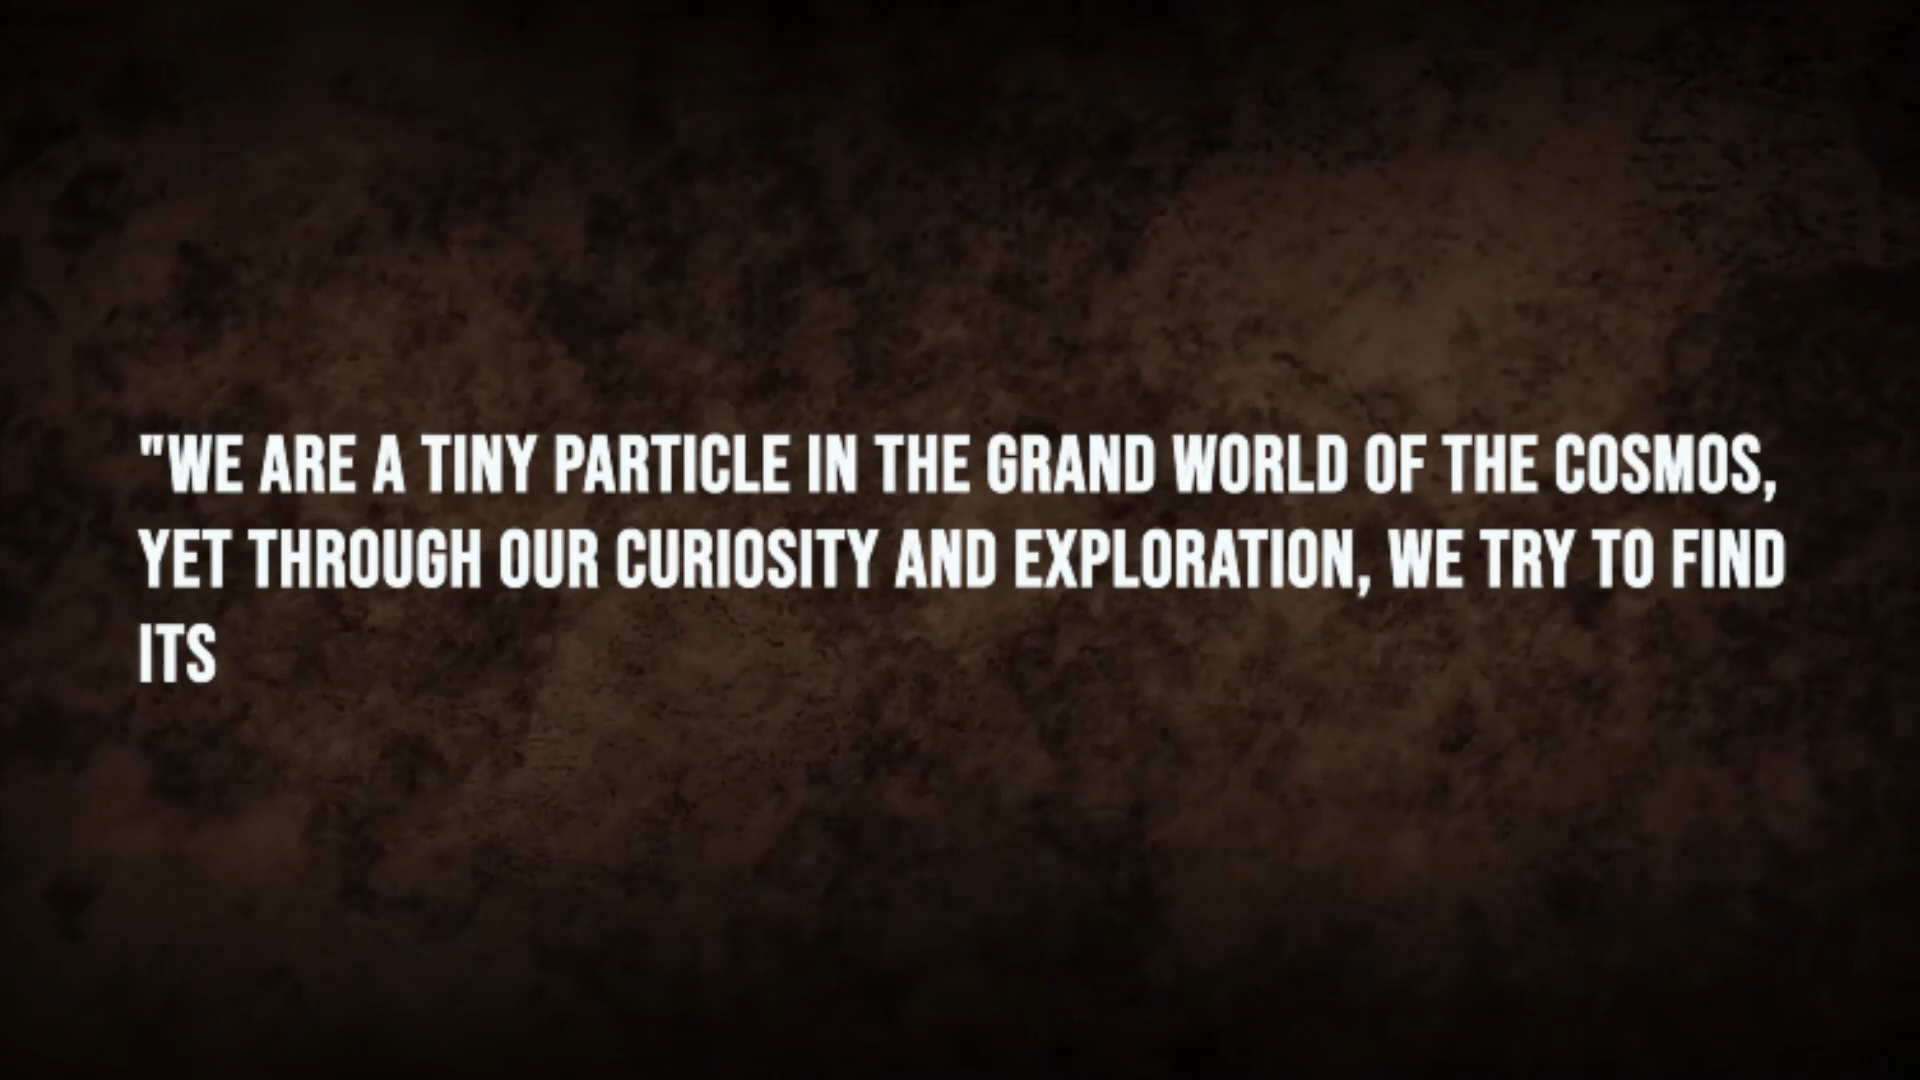 "WE ARE A TINY PARTICLE IN THE GRAND WORLD OF THE COSMOS,
YET THROUGH OUR CURIOSITY AND EXPLORATION, WE TRY TO FIND
ITS